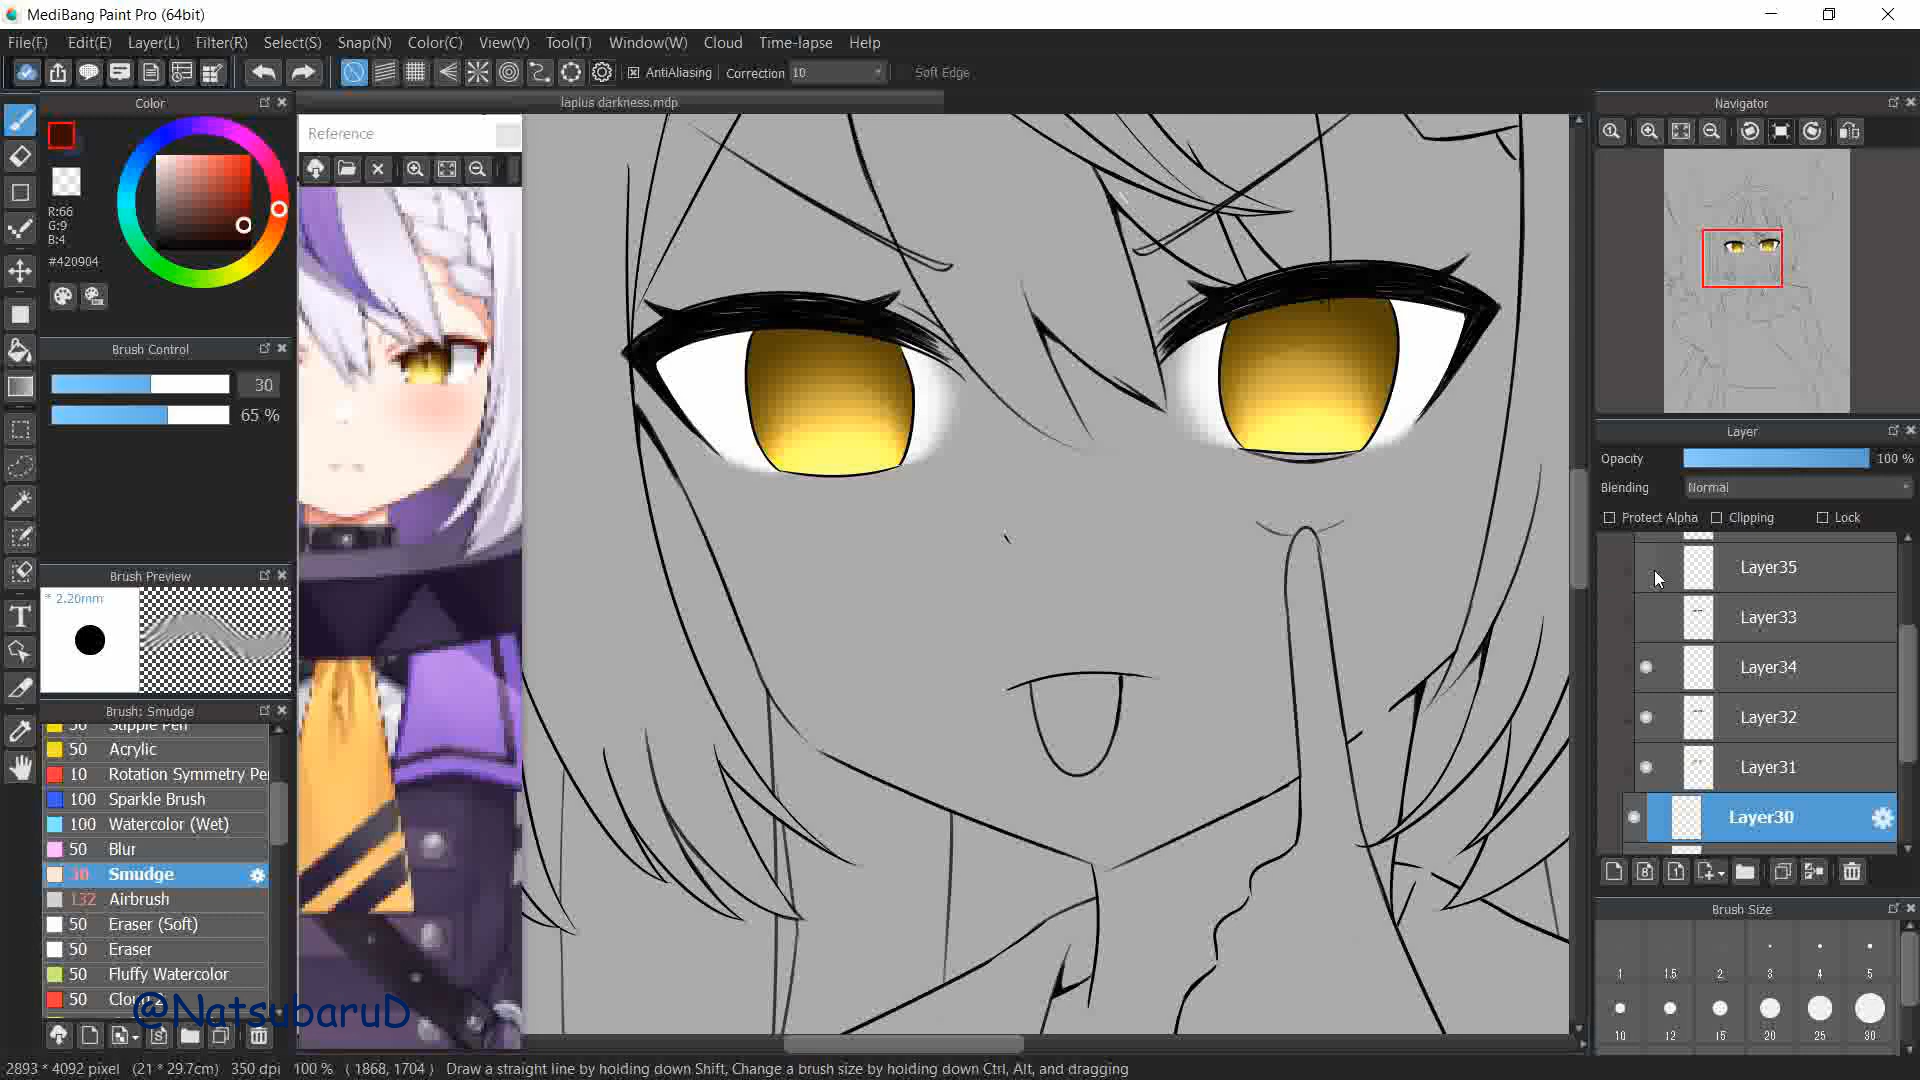 MediBang Paint Pro (64bit)
File(F) Edit(E) Layer(L) Filter(R) Select(S) Snap(N) Color(C) View(V) Tool(T) Window(W) Cloud Time-lapse Help
AntiAliasing Correction 10 Soft Edge
Color
laplus darkness.mdp
Navigator
Reference
R:66
G:9
B:4
#420904
Brush Control
30
65 %
Brush Preview
* 2.20mm
Brush: Smudge
50 Stipple Pen
50 Acrylic
10 Rotation Symmetry Pe
100 Sparkle Brush
100 Watercolor (Wet)
50 Blur
30 Smudge
132 Airbrush
50 Eraser (Soft)
50 Eraser
50 Fluffy Watercolor
50 Cloud 2
@NatsubaruD
Layer
Opacity 100 %
Blending Normal
Protect Alpha Clipping Lock
Layer35
Layer33
Layer34
Layer32
Layer31
Layer30
Brush Size
1 1.5 2 3 4 5
10 12 15 20 25 30
2893 * 4092 pixel (21 * 29.7cm) 350 dpi 100 % ( 1868, 1704 ) Draw a straight line by holding down Shift, Change a brush size by holding down Ctrl, Alt, and dragging